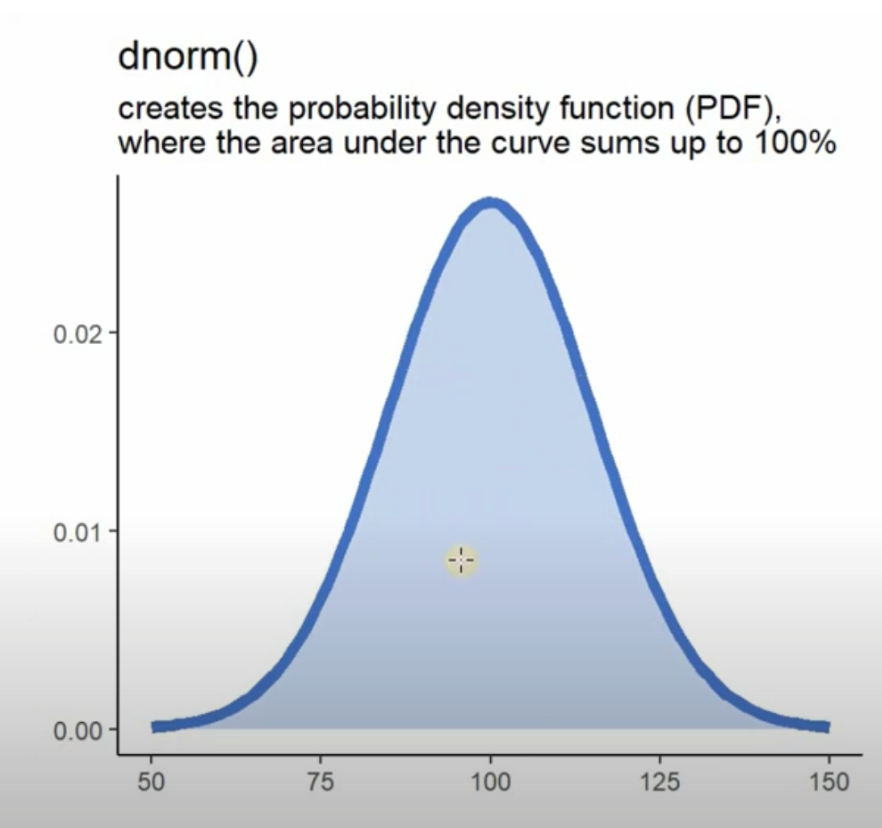 dnorm()
creates the probability density function (PDF),
where the area under the curve sums up to 100%
0.02
0.01
0.00
50 75 100 125 150